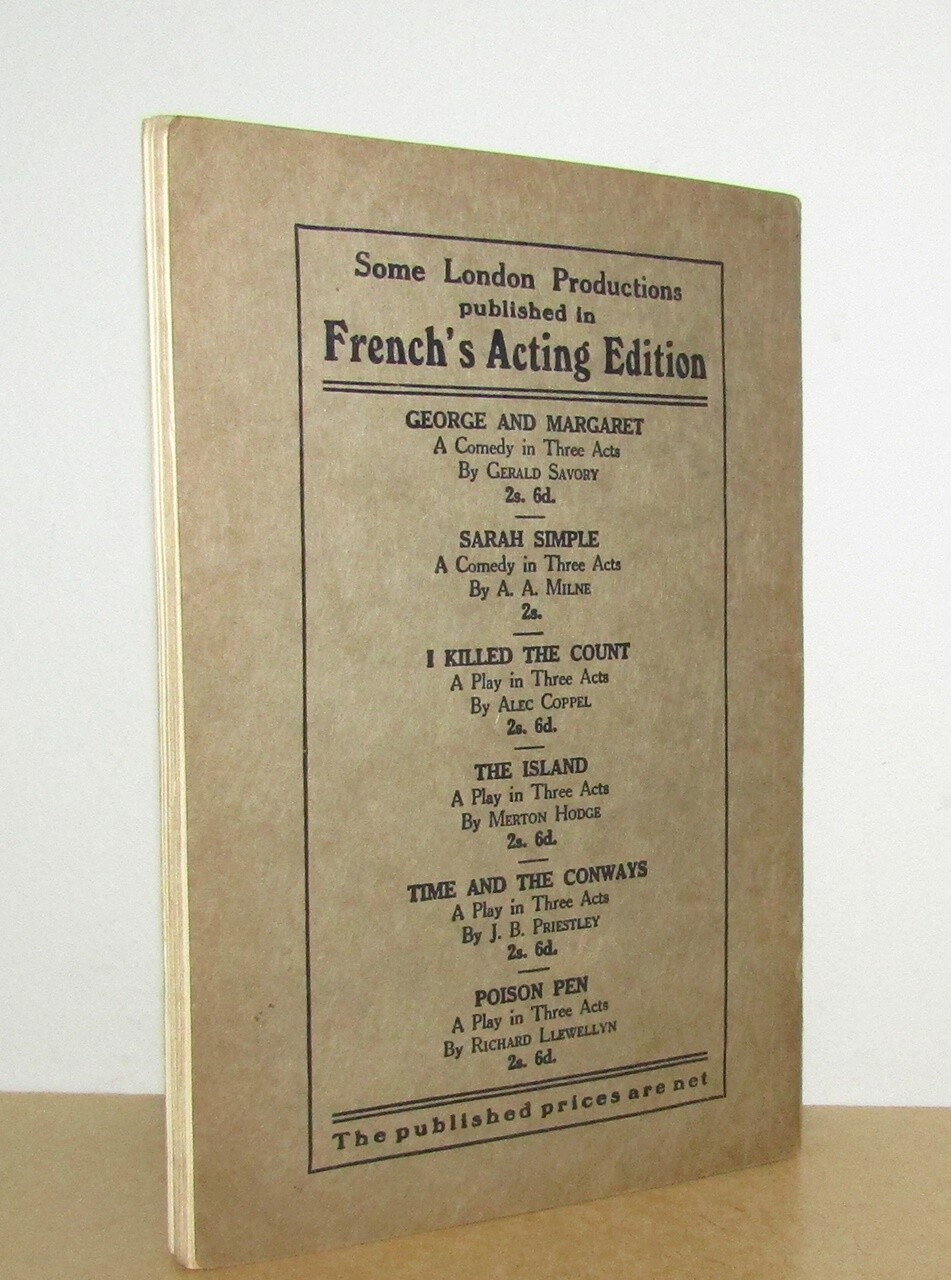 Some London Productions
published in
French's Acting Edition
GEORGE AND MARGARET
A Comedy in Three Acts
By GERALD SAVORY
2s. 6d.
SARAH SIMPLE
A Comedy in Three Acts
By A. A. MILNE
2s.
I KILLED THE COUNT
A Play in Three Acts
By ALEC COPPEL
2s. 6d.
THE ISLAND
A Play in Three Acts
By MERTON HODGE
2s. 6d.
TIME AND THE CONWAYS
A Play in Three Acts
By J. B. PRIESTLEY
2s. 6d.
POISON PEN
A Play in Three Acts
By RICHARD LLEWELLYN
2s. 6d.
The published prices are net